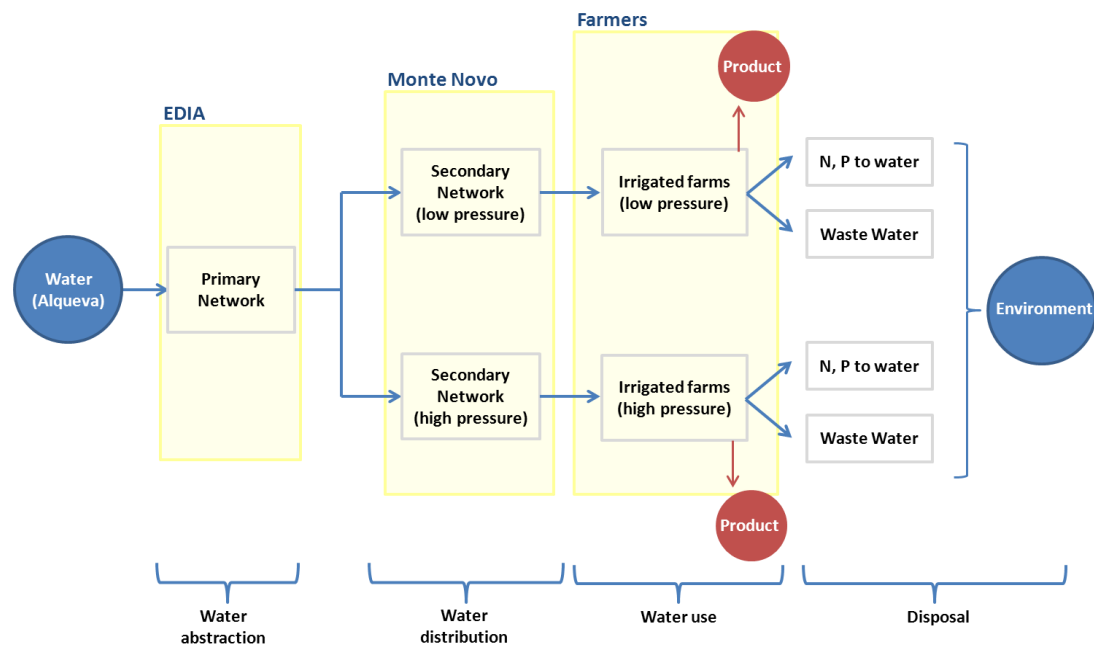 Farmers
Monte Novo
EDIA
Product
Secondary
Network
(low pressure)
Irrigated farms
(low pressure)
N, P to water
Waste Water
Water
(Alqueva)
Primary
Network
Environment
Secondary
Network
(high pressure)
Irrigated farms
(high pressure)
N, P to water
Waste Water
Product
Water
abstraction
Water
distribution
Water use
Disposal